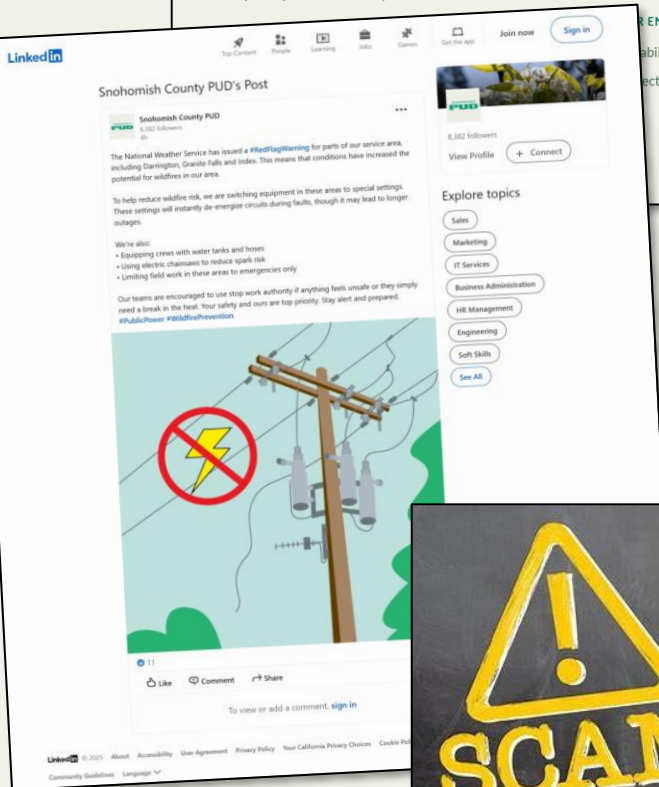 LinkedIn
Top Content
People
Learning
Jobs
Games
Get the app
Join now
Sign in
Snohomish County PUD's Post
PUD
Snohomish County PUD
8,382 followers
4h
The National Weather Service has issued a #RedFlagWarning for parts of our service area,
including Darrington, Granite Falls and Index. This means that conditions have increased the
potential for wildfires in our area.
To help reduce wildfire risk, we are switching equipment in these areas to special settings.
These settings will instantly de-energize circuits during faults, though it may lead to longer
outages.
We're also:
• Equipping crews with water tanks and hoses
• Using electric chainsaws to reduce spark risk
• Limiting field work in these areas to emergencies only
Our teams are encouraged to use stop work authority if anything feels unsafe or they simply
need a break in the heat. Your safety and ours are top priority. Stay alert and prepared.
#PublicPower #WildfirePrevention
11
Like
Comment
Share
To view or add a comment, sign in
PUD
8,382 followers
View Profile
+ Connect
Explore topics
Sales
Marketing
IT Services
Business Administration
HR Management
Engineering
Soft Skills
See All
LinkedIn © 2025 About Accessibility User Agreement Privacy Policy Your California Privacy Choices Cookie
Community Guidelines Language
SCAM